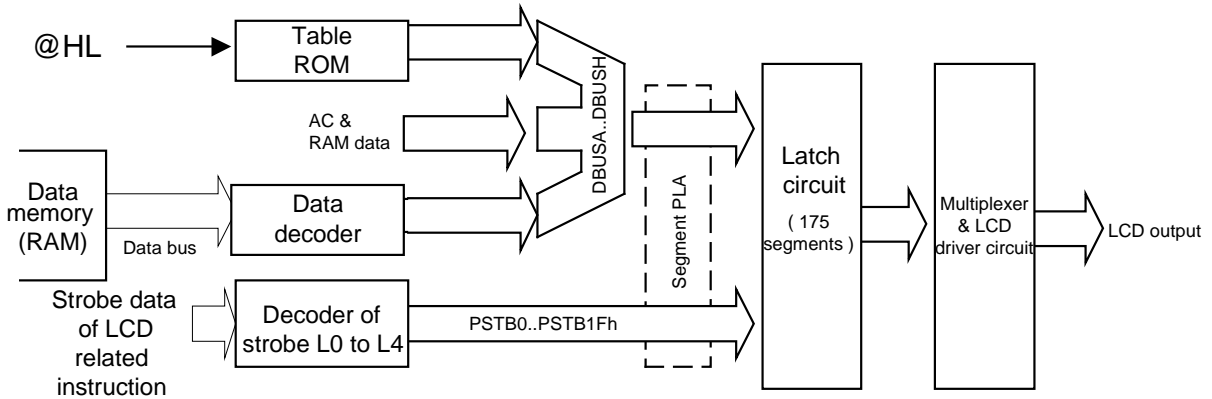 @HL
Table
ROM
AC &
RAM data
DBUSA..DBUSH
Data
memory
(RAM)
Data bus
Data
decoder
Segment PLA
Latch
circuit
( 175
segments )
Multiplexer
& LCD
driver circuit
LCD output
Strobe data
of LCD
related
instruction
Decoder of
strobe L0 to L4
PSTB0..PSTB1Fh